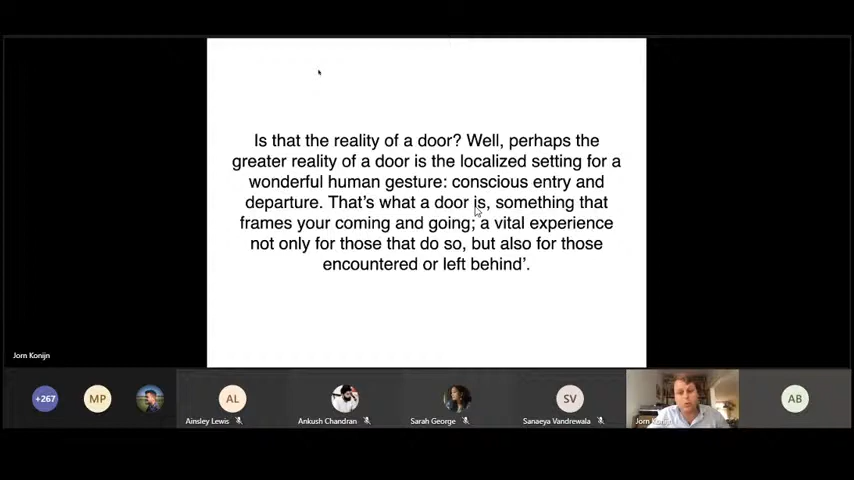 Is that the reality of a door? Well, perhaps the
greater reality of a door is the localized setting for a
wonderful human gesture: conscious entry and
departure. That’s what a door is, something that
frames your coming and going; a vital experience
not only for those that do so, but also for those
encountered or left behind’.
Jorn Konijn
+267
MP
AL
SV
AB
Ainsley Lewis
Ankush Chandran
Sarah George
Sanaeya Vandrewala
Jorn Konijn